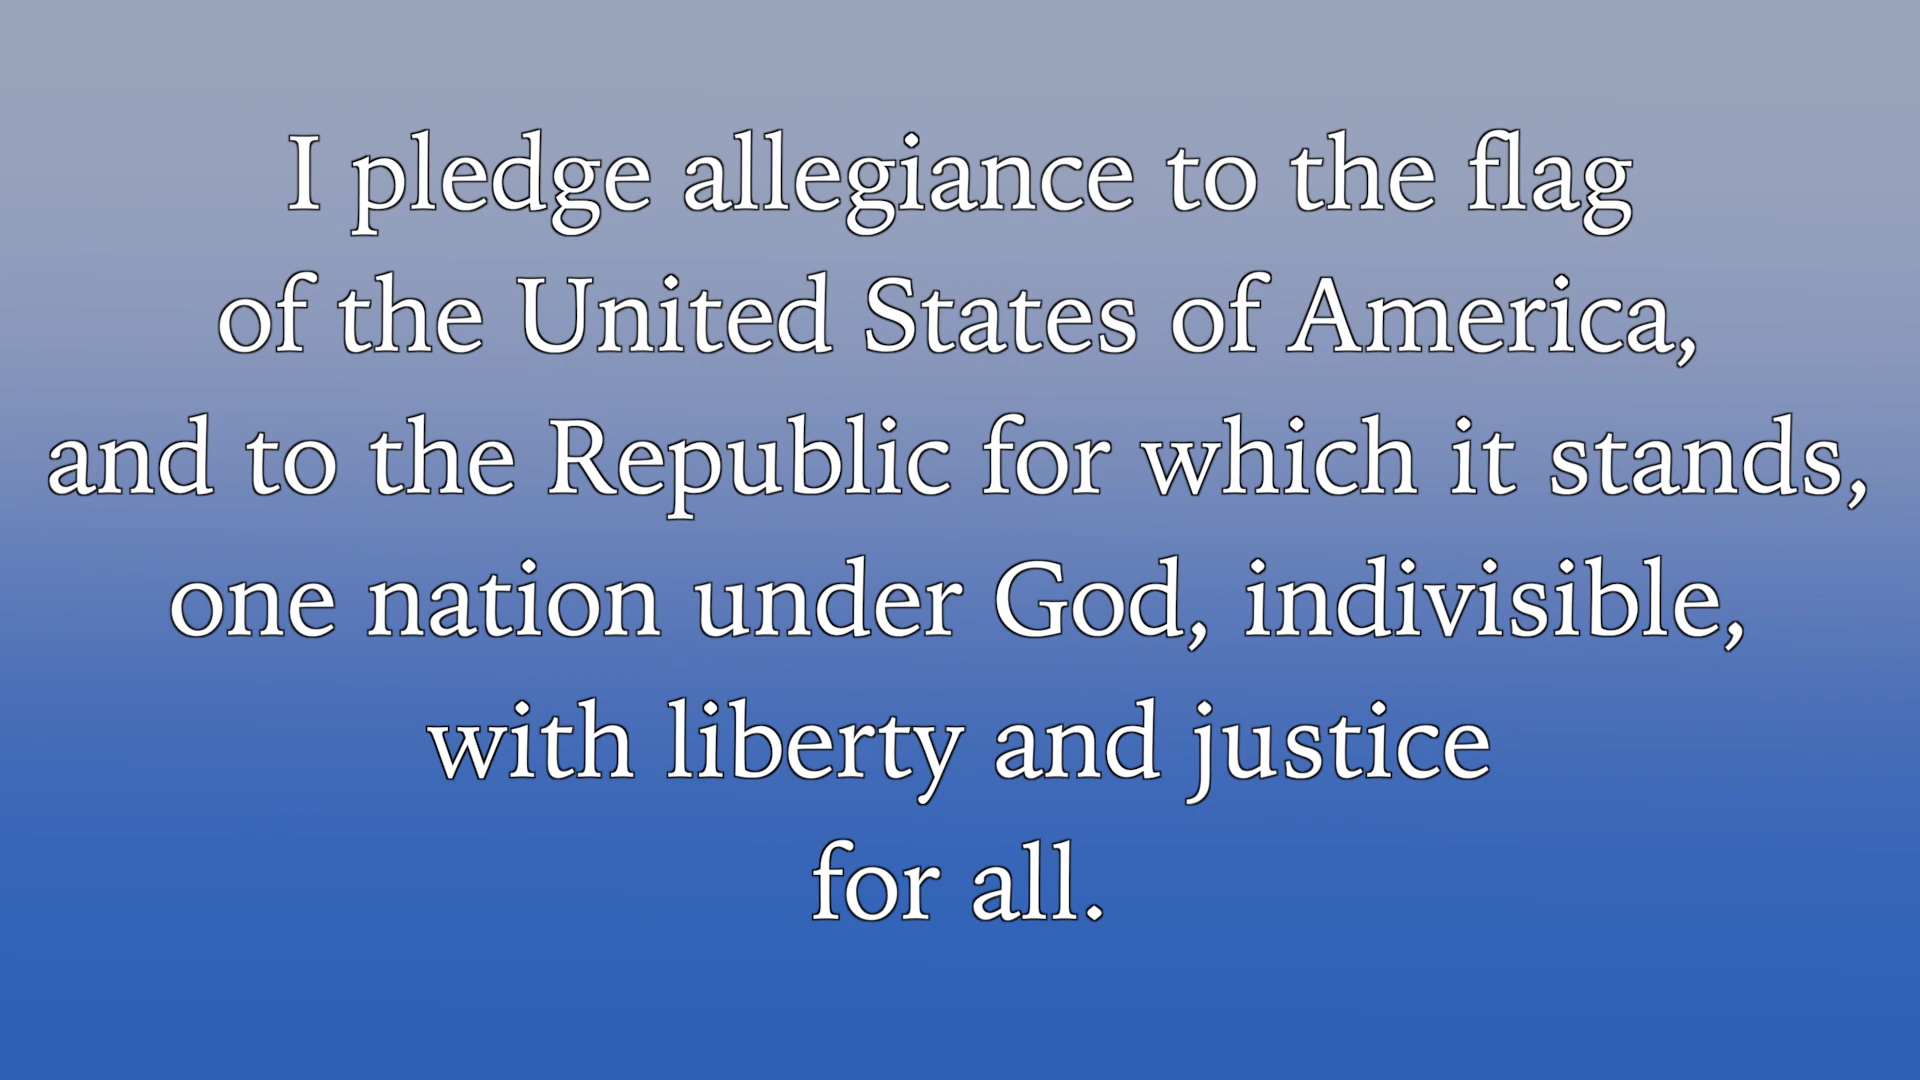 I pledge allegiance to the flag
of the United States of America,
and to the Republic for which it stands,
one nation under God, indivisible,
with liberty and justice
for all.